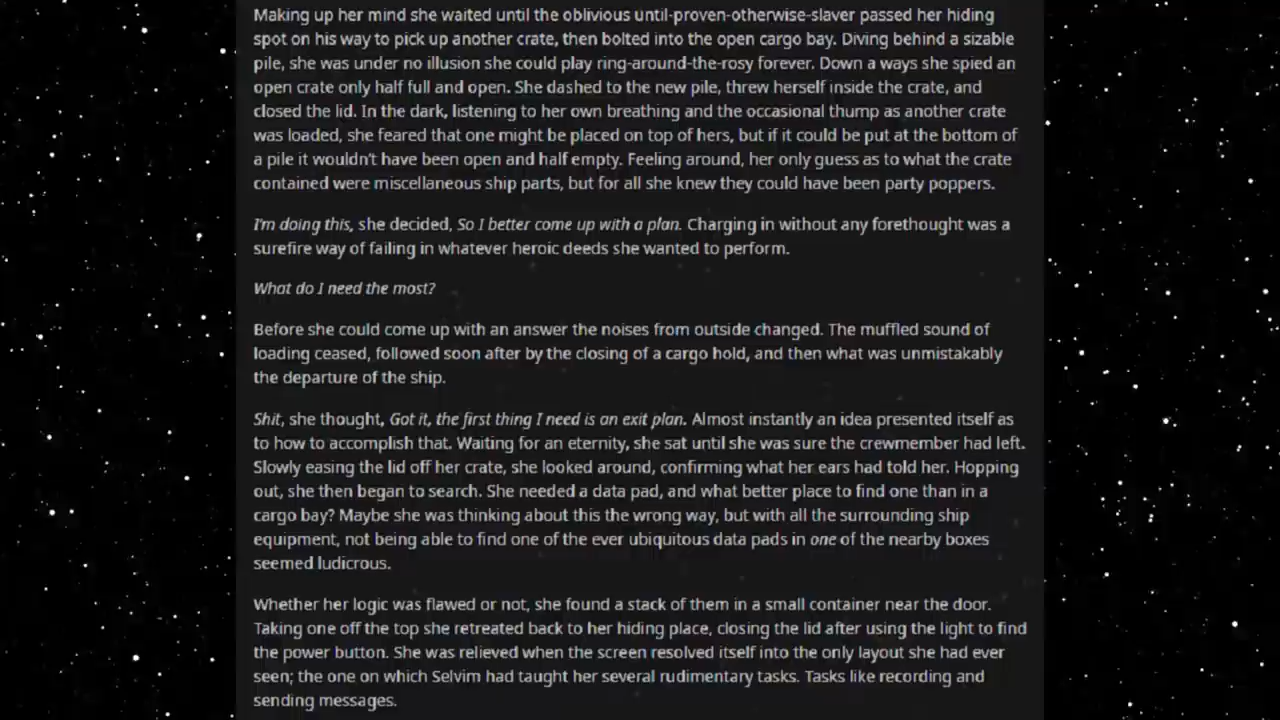 Making up her mind she waited until the oblivious until-proven-otherwise-slaver passed her hiding
spot on his way to pick up another crate, then bolted into the open cargo bay. Diving behind a sizable
pile, she was under no illusion she could play ring-around-the-rosy forever. Down a ways she spied an
open crate only half full and open. She dashed to the new pile, threw herself inside the crate, and
closed the lid. In the dark, listening to her own breathing and the occasional thump as another crate
was loaded, she feared that one might be placed on top of hers, but if it could be put at the bottom of
a pile it wouldn't have been open and half empty. Feeling around, her only guess as to what the crate
contained were miscellaneous ship parts, but for all she knew they could have been party poppers.
I'm doing this, she decided, So I better come up with a plan. Charging in without any forethought was a
surefire way of failing in whatever heroic deeds she wanted to perform.
What do I need the most?
Before she could come up with an answer the noises from outside changed. The muffled sound of
loading ceased, followed soon after by the closing of a cargo hold, and then what was unmistakably
the departure of the ship.
Shit, she thought, Got it, the first thing I need is an exit plan. Almost instantly an idea presented itself as
to how to accomplish that. Waiting for an eternity, she sat until she was sure the crewmember had left.
Slowly easing the lid off her crate, she looked around, confirming what her ears had told her. Hopping
out, she then began to search. She needed a data pad, and what better place to find one than in a
cargo bay? Maybe she was thinking about this the wrong way, but with all the surrounding ship
equipment, not being able to find one of the ever ubiquitous data pads in one of the nearby boxes
seemed ludicrous.
Whether her logic was flawed or not, she found a stack of them in a small container near the door.
Taking one off the top she retreated back to her hiding place, closing the lid after using the light to find
the power button. She was relieved when the screen resolved itself into the only layout she had ever
seen; the one on which Selvim had taught her several rudimentary tasks. Tasks like recording and
sending messages.